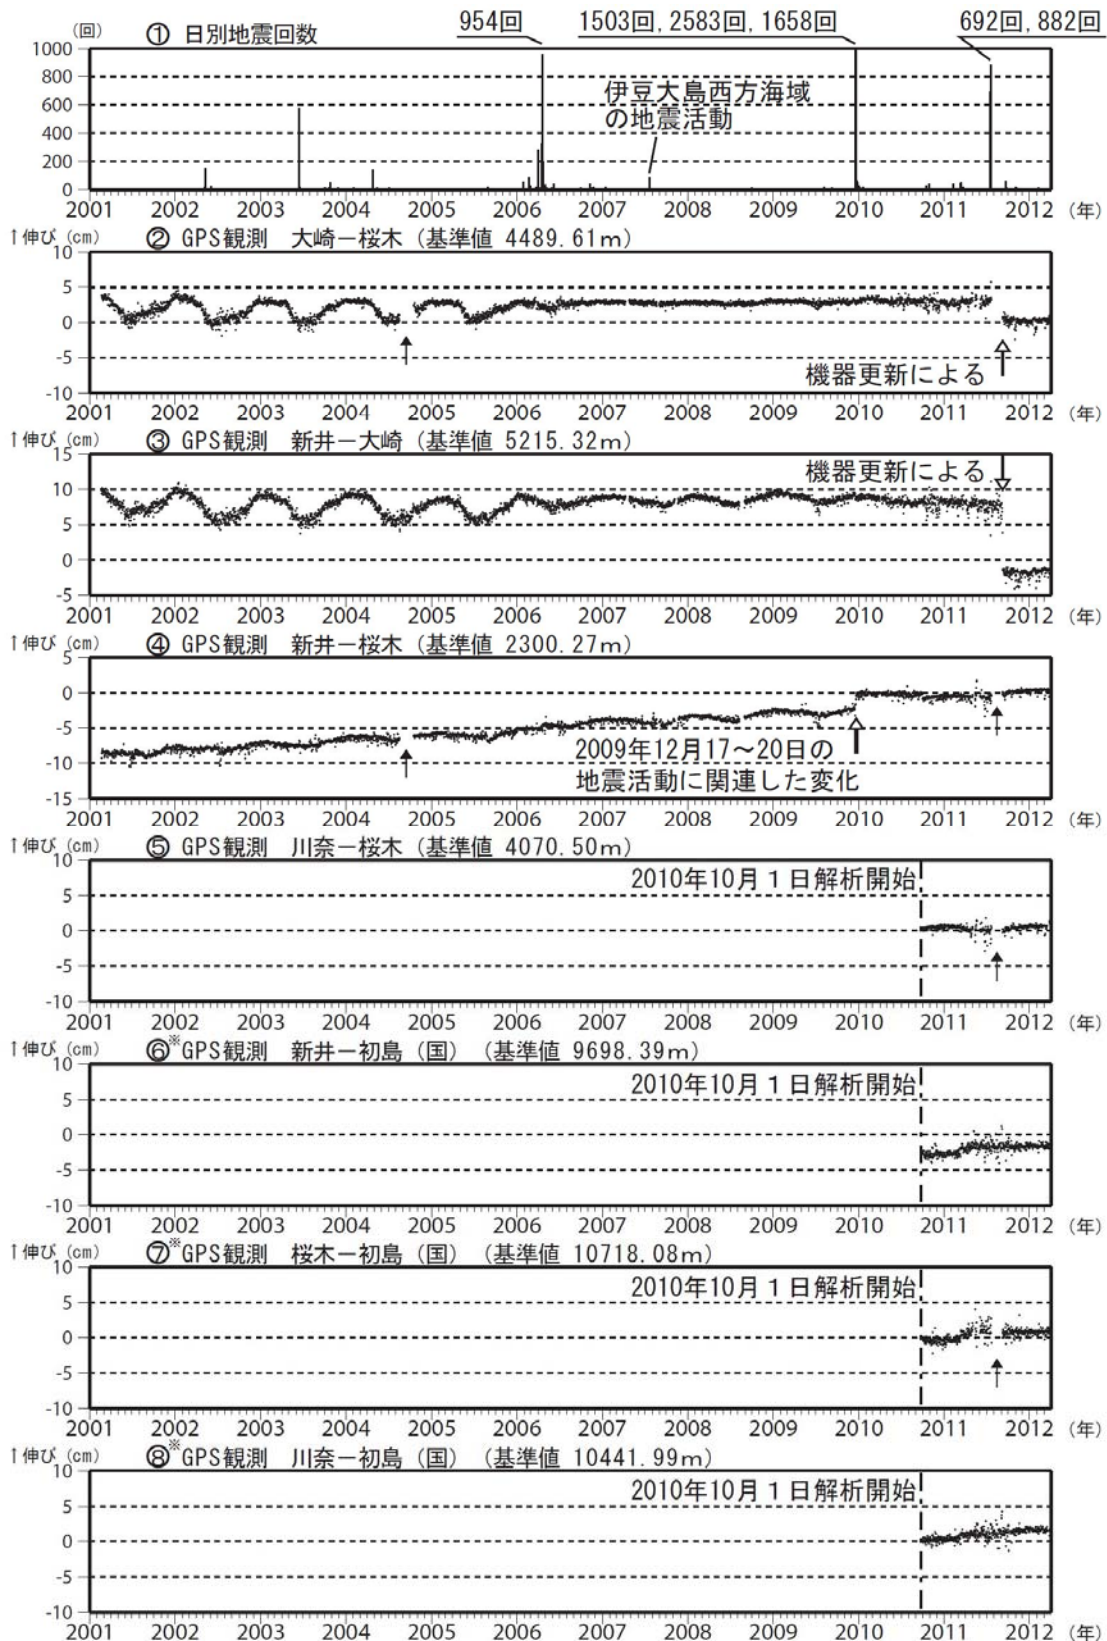 (回) ① 日別地震回数 954回 1503回, 2583回, 1658回 692回, 882回
1000
800
伊豆大島西方海域
600
の地震活動
400
200
0
2001 2002 2003 2004 2005 2006 2007 2008 2009 2010 2011 2012 (年)
↑伸び (cm) ② GPS観測 大崎－桜木 (基準値 4489.61m)
10
5
0
-5
機器更新による
-10
2001 2002 2003 2004 2005 2006 2007 2008 2009 2010 2011 2012 (年)
↑伸び (cm) ③ GPS観測 新井－大崎 (基準値 5215.32m)
15
機器更新による
10
5
0
-5
2001 2002 2003 2004 2005 2006 2007 2008 2009 2010 2011 2012 (年)
↑伸び (cm) ④ GPS観測 新井－桜木 (基準値 2300.27m)
5
0
-5
2009年12月17～20日の
-10
地震活動に関連した変化
-15
2001 2002 2003 2004 2005 2006 2007 2008 2009 2010 2011 2012 (年)
↑伸び (cm) ⑤ GPS観測 川奈－桜木 (基準値 4070.50m)
10
2010年10月1日解析開始
5
0
-5
-10
2001 2002 2003 2004 2005 2006 2007 2008 2009 2010 2011 2012 (年)
↑伸び (cm) ⑥※GPS観測 新井－初島 (国) (基準値 9698.39m)
10
2010年10月1日解析開始
5
0
-5
-10
2001 2002 2003 2004 2005 2006 2007 2008 2009 2010 2011 2012 (年)
↑伸び (cm) ⑦※GPS観測 桜木－初島 (国) (基準値 10718.08m)
10
2010年10月1日解析開始
5
0
-5
-10
2001 2002 2003 2004 2005 2006 2007 2008 2009 2010 2011 2012 (年)
↑伸び (cm) ⑧※GPS観測 川奈－初島 (国) (基準値 10441.99m)
10
2010年10月1日解析開始
5
0
-5
-10
2001 2002 2003 2004 2005 2006 2007 2008 2009 2010 2011 2012 (年)